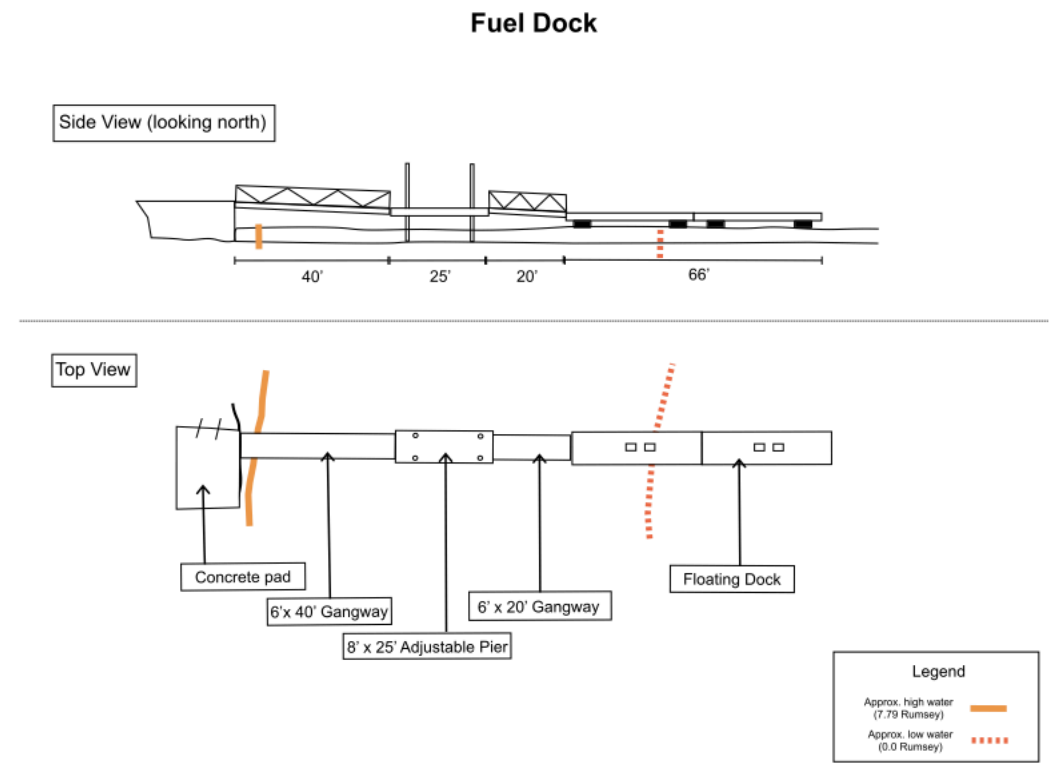 Fuel Dock
Side View (looking north)
40’
25’
20’
66’
Top View
Concrete pad
6’x 40’ Gangway
8’ x 25’ Adjustable Pier
6’ x 20’ Gangway
Floating Dock
Legend
Approx. high water
(7.79 Rumsey)
Approx. low water
(0.0 Rumsey)